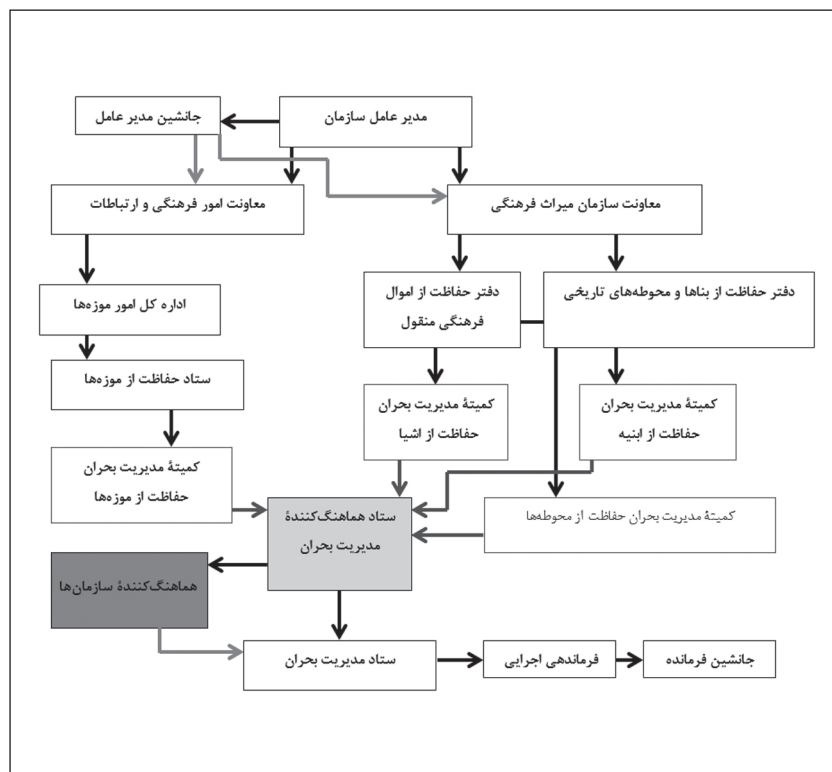 مدیر عامل سازمان
جانشین مدیر عامل
معاونت سازمان میراث فرهنگی
معاونت امور فرهنگی و ارتباطات
دفتر حفاظت از بناها و محوطه‌های تاریخی
دفتر حفاظت از اموال
فرهنگی منقول
اداره کل امور موزه‌ها
ستاد حفاظت از موزه‌ها
کمیتهٔ مدیریت بحران
حفاظت از ابنیه
کمیتهٔ مدیریت بحران
حفاظت از اشیا
کمیتهٔ مدیریت بحران
حفاظت از موزه‌ها
کمیتهٔ مدیریت بحران حفاظت از محوطه‌ها
ستاد هماهنگ‌کنندهٔ
مدیریت بحران
هماهنگ‌کنندهٔ سازمان‌ها
ستاد مدیریت بحران
فرماندهی اجرایی
جانشین فرمانده